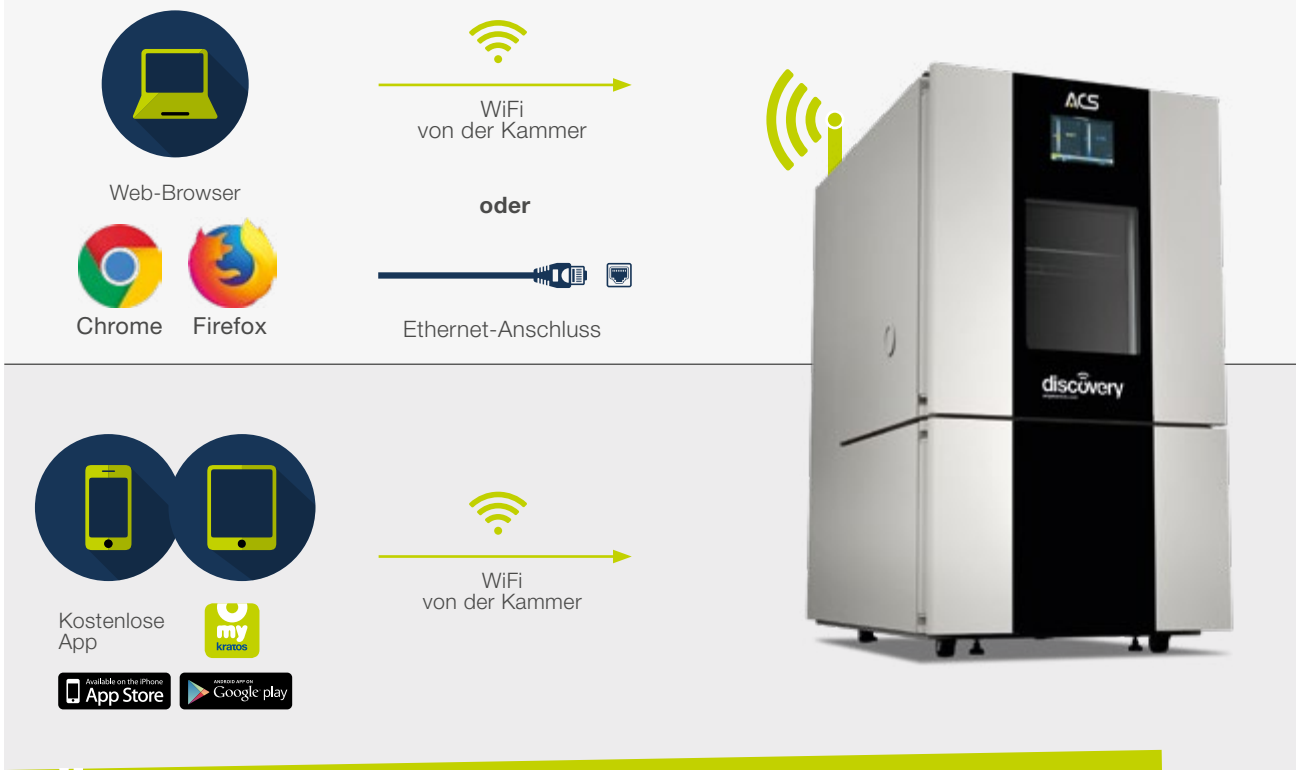 WiFi
von der Kammer
Web-Browser
oder
Chrome Firefox
Ethernet-Anschluss
ACS
discovery
WiFi
von der Kammer
Kostenlose
App
my
kratos
Available on the iPhone
App Store
ANDROID APP ON
Google play